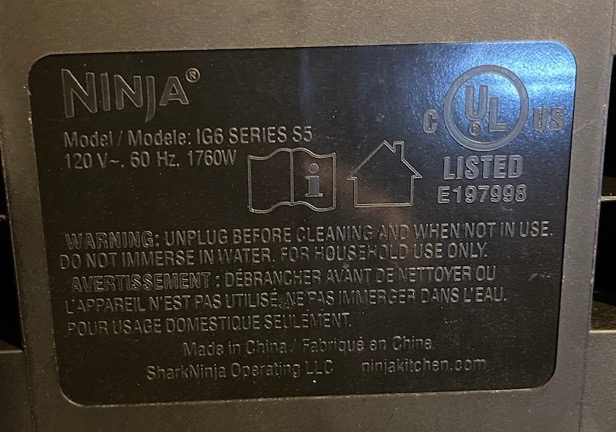 NINJA®
Model / Modele: IG6 SERIES S5
120 V~, 60 Hz, 1760W
i
C UL ® US
LISTED
E197998
WARNING: UNPLUG BEFORE CLEANING AND WHEN NOT IN USE.
DO NOT IMMERSE IN WATER. FOR HOUSEHOLD USE ONLY.
AVERTISSEMENT : DÉBRANCHER AVANT DE NETTOYER OU
L'APPAREIL N'EST PAS UTILISÉ. NE PAS IMMERGER DANS L'EAU.
POUR USAGE DOMESTIQUE SEULEMENT.
Made in China / Fabriqué en Chine
SharkNinja Operating LLC ninjakitchen.com